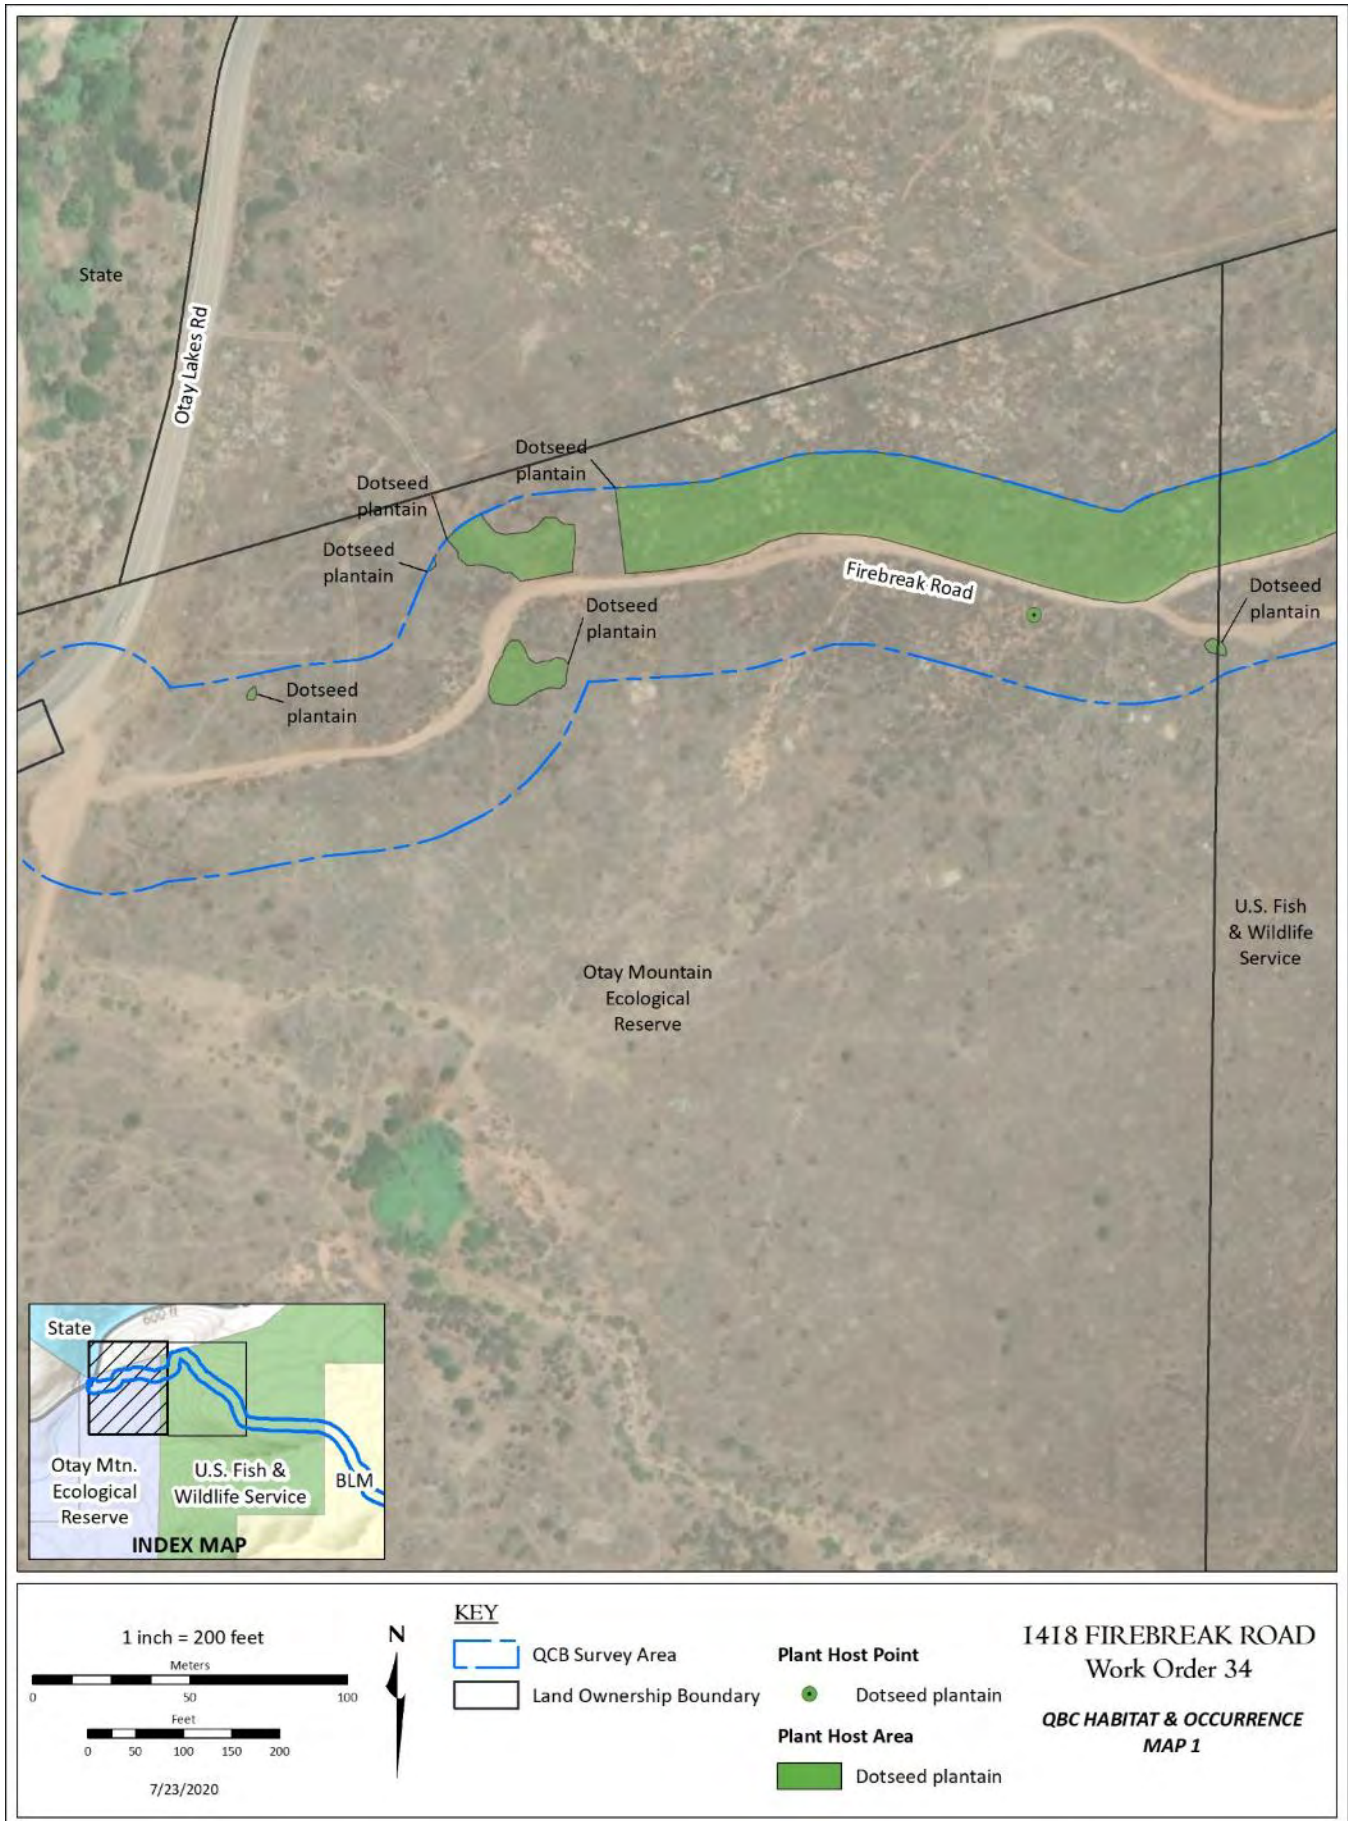 State
Otay Lakes Rd
Dotseed
plantain
Dotseed
plantain
Dotseed
plantain
Firebreak Road
Dotseed
plantain
Dotseed
plantain
Dotseed
plantain
U.S. Fish
& Wildlife
Service
Otay Mountain
Ecological
Reserve
600 ft
State
Otay Mtn.
Ecological
Reserve
U.S. Fish &
Wildlife Service
BLM
INDEX MAP
1 inch = 200 feet
Meters
0 50 100
Feet
0 50 100 150 200
7/23/2020
N
KEY
QCB Survey Area
Land Ownership Boundary
Plant Host Point
Dotseed plantain
Plant Host Area
Dotseed plantain
1418 FIREBREAK ROAD
Work Order 34
QBC HABITAT & OCCURRENCE
MAP 1